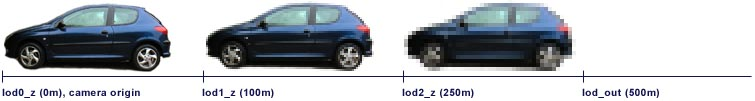 lod0_z (0m), camera origin
lod1_z (100m)
lod2_z (250m)
lod_out (500m)